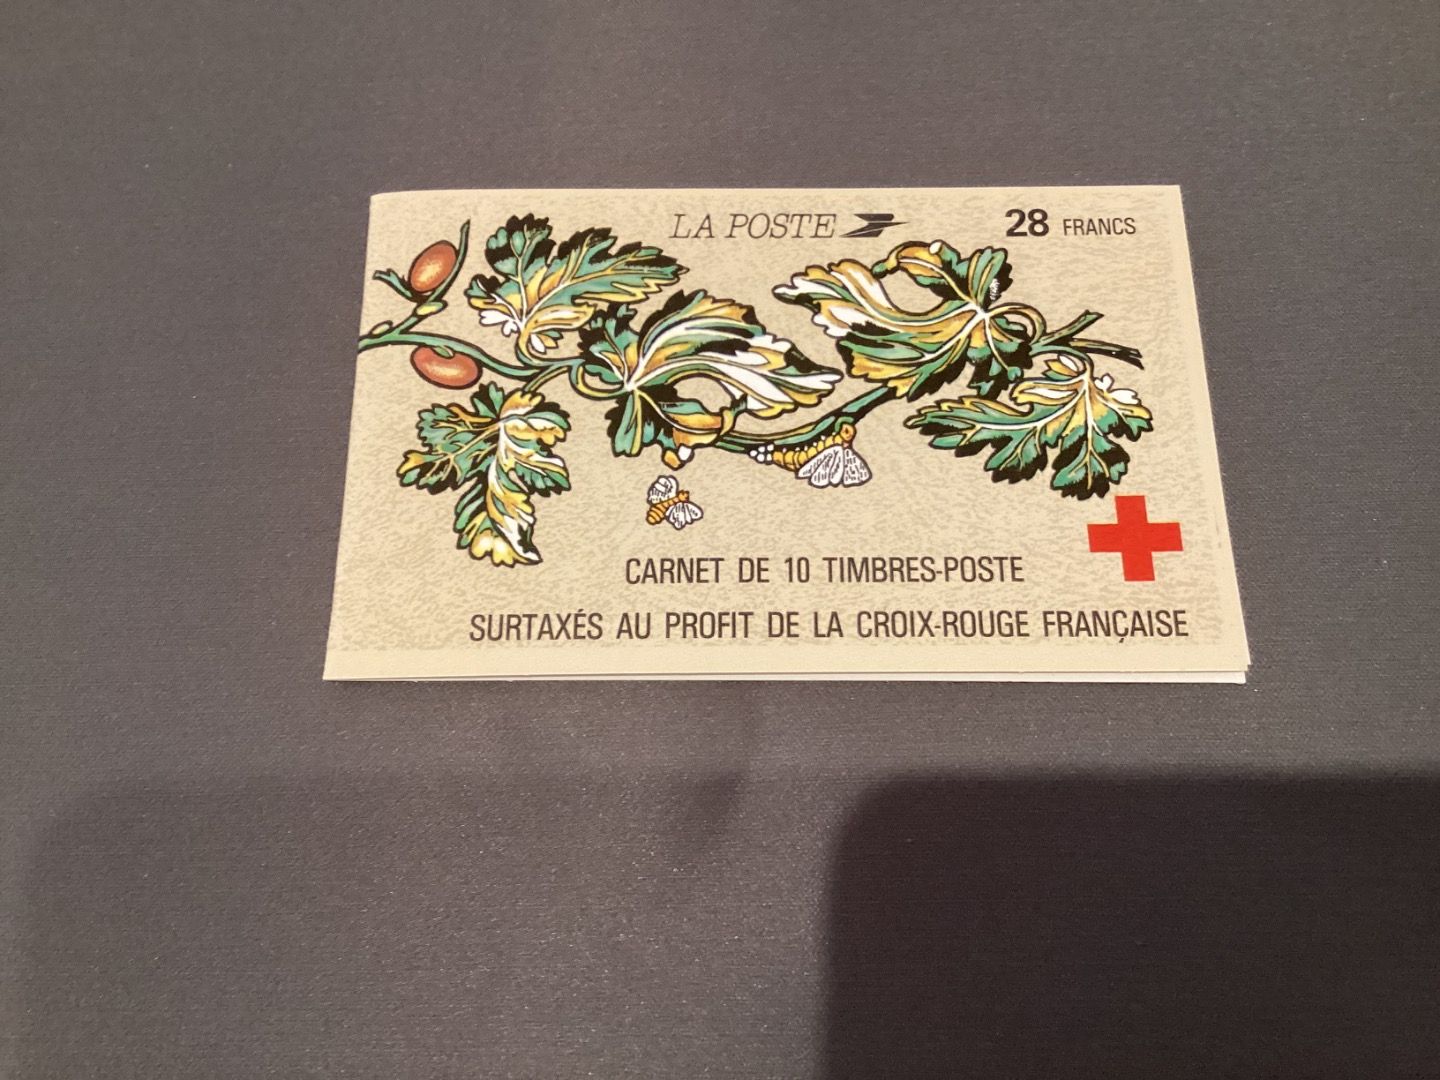 LA POSTE
28 FRANCS
CARNET DE 10 TIMBRES-POSTE
SURTAXÉS AU PROFIT DE LA CROIX-ROUGE FRANÇAISE